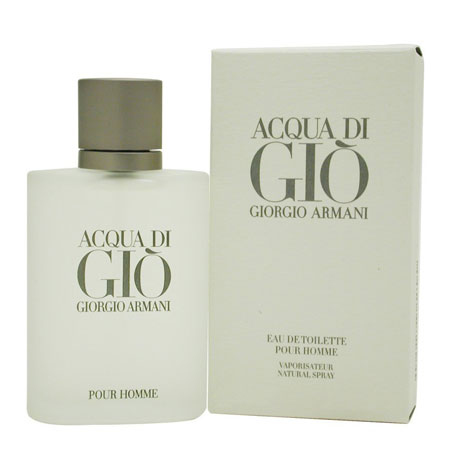 ACQUA DI
GIÒ
GIORGIO ARMANI
POUR HOMME
ACQUA DI
GIÒ
GIORGIO ARMANI
EAU DE TOILETTE
POUR HOMME
VAPORISATEUR
NATURAL SPRAY